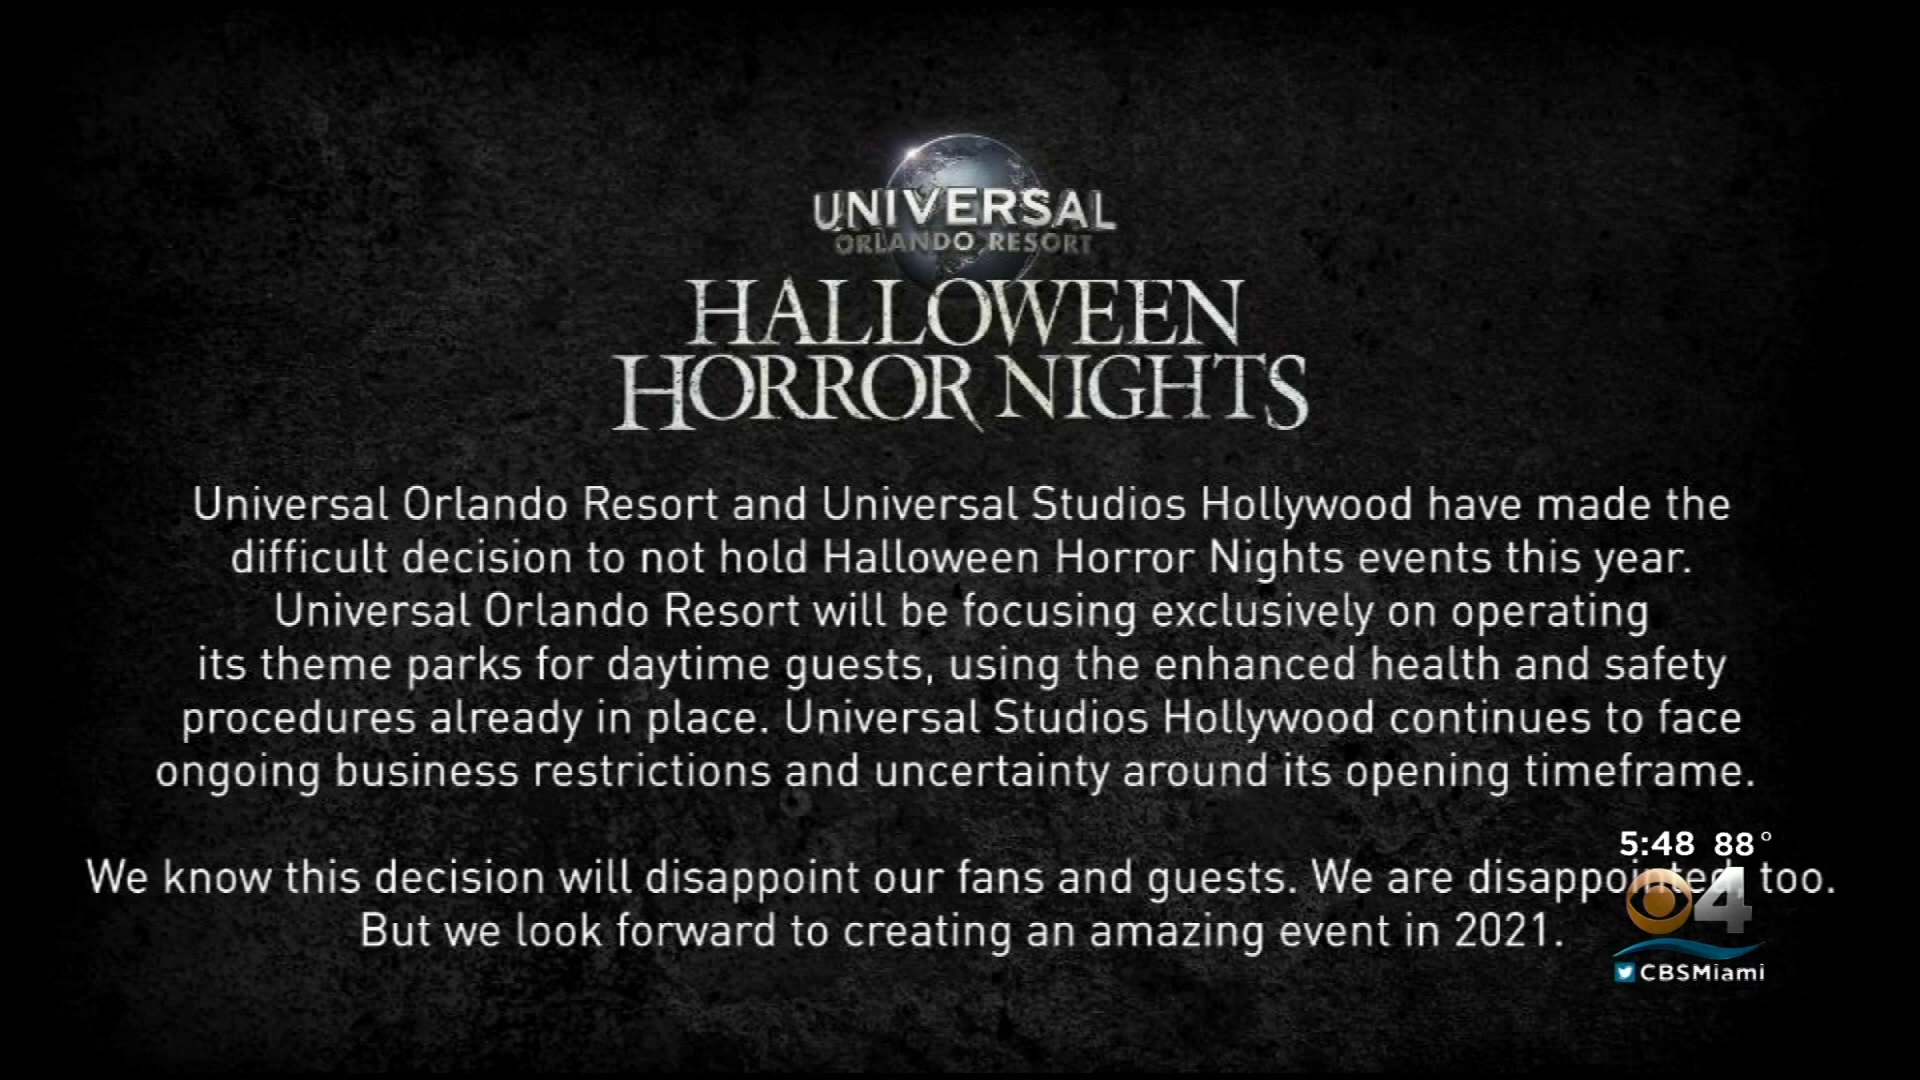 UNIVERSAL
ORLANDO RESORT
HALLOWEEN
HORROR NIGHTS
Universal Orlando Resort and Universal Studios Hollywood have made the
difficult decision to not hold Halloween Horror Nights events this year.
Universal Orlando Resort will be focusing exclusively on operating
its theme parks for daytime guests, using the enhanced health and safety
procedures already in place. Universal Studios Hollywood continues to face
ongoing business restrictions and uncertainty around its opening timeframe.
We know this decision will disappoint our fans and guests. We are disappointed, too.
But we look forward to creating an amazing event in 2021.
5:48 88°
4
CBSMiami